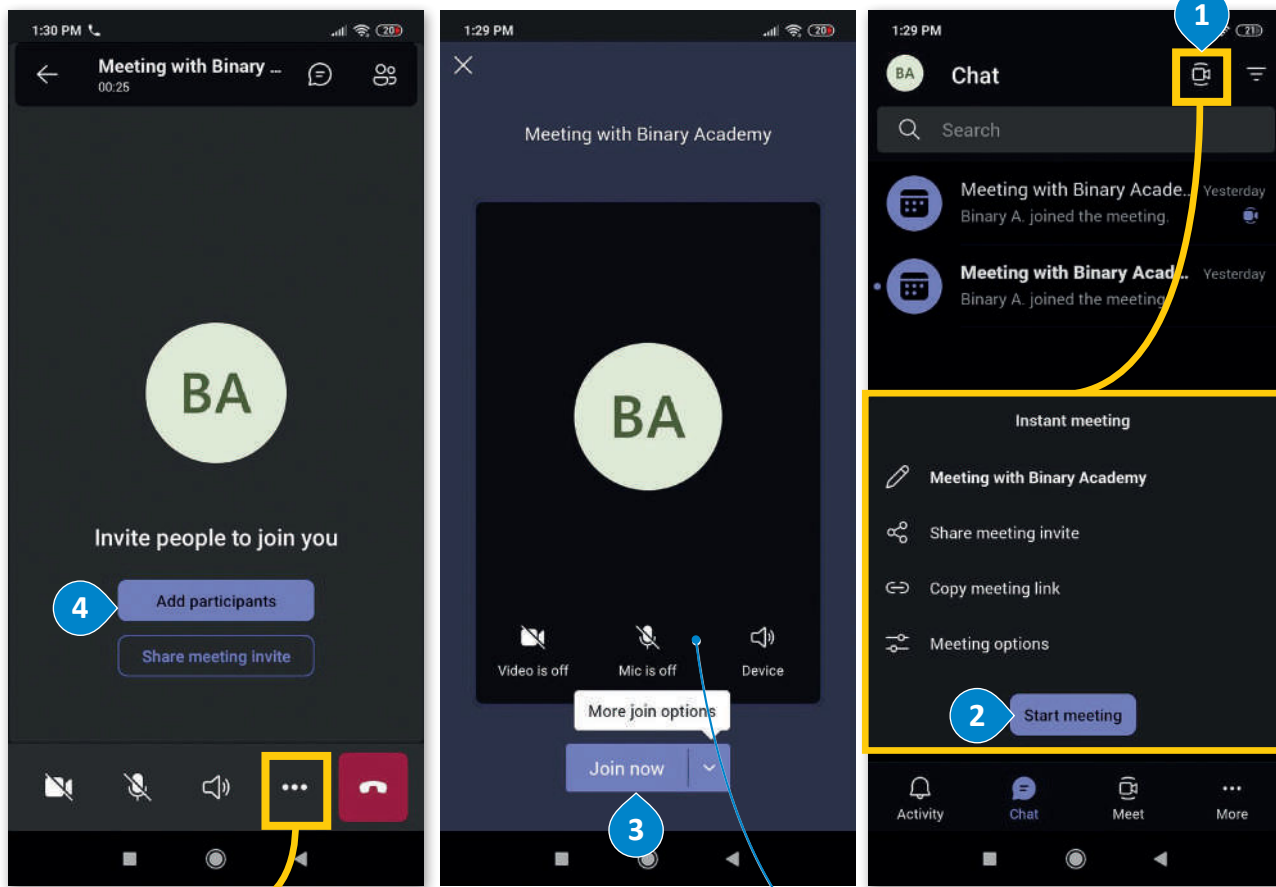 1:30 PM
20
Meeting with Binary ...
00:25
BA
Invite people to join you
4
Add participants
Share meeting invite
1:29 PM
20
Meeting with Binary Academy
BA
Video is off
Mic is off
Device
More join options
Join now
3
1
1:29 PM
21
BA
Chat
Search
Meeting with Binary Acade.. Yesterday
Binary A. joined the meeting.
Meeting with Binary Acad.. Yesterday
Binary A. joined the meeting
Instant meeting
Meeting with Binary Academy
Share meeting invite
Copy meeting link
Meeting options
2
Start meeting
Activity
Chat
Meet
More